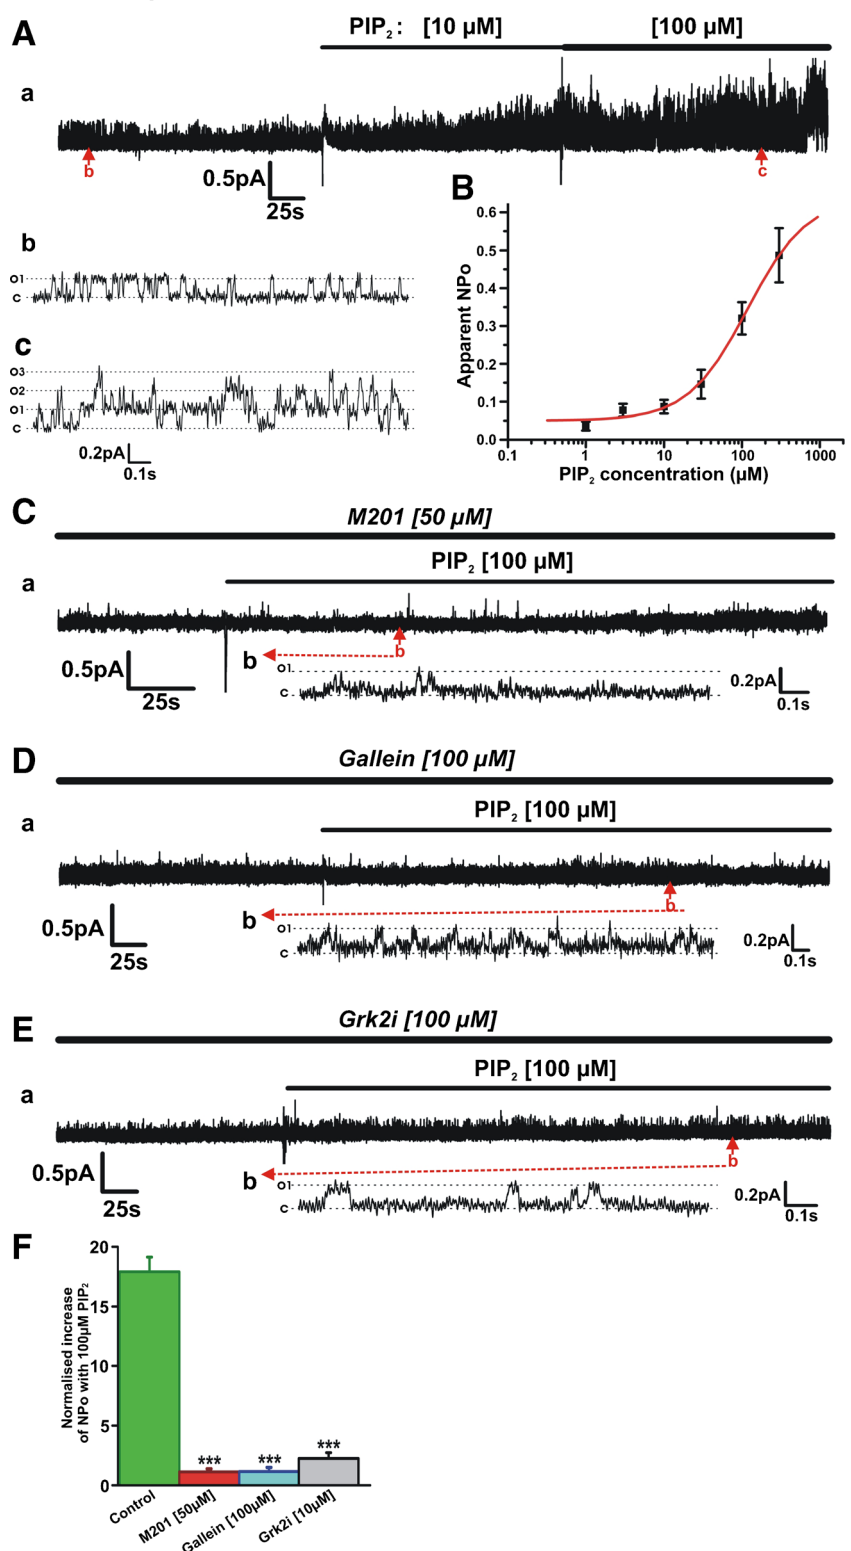 A
PIP2: [10 µM] [100 µM]
a
b
c
0.5pA
25s
b
o1
c
c
o3
o2
o1
c
0.2pA
0.1s
B
Apparent NPo
0.6
0.5
0.4
0.3
0.2
0.1
0.0
0.1 1 10 100 1000
PIP2 concentration (µM)
C
M201 [50 µM]
PIP2 [100 µM]
a
b
b
0.5pA
25s
o1
c
0.2pA
0.1s
D
Gallein [100 µM]
PIP2 [100 µM]
a
b
b
0.5pA
25s
o1
c
0.2pA
0.1s
E
Grk2i [100 µM]
PIP2 [100 µM]
a
b
b
0.5pA
25s
o1
c
0.2pA
0.1s
F
Normalised increase
of NPo with 100µM PIP2
20
15
10
5
0
*** *** ***
Control
M201 [50µM]
Gallein [100µM]
Grk2i [10µM]